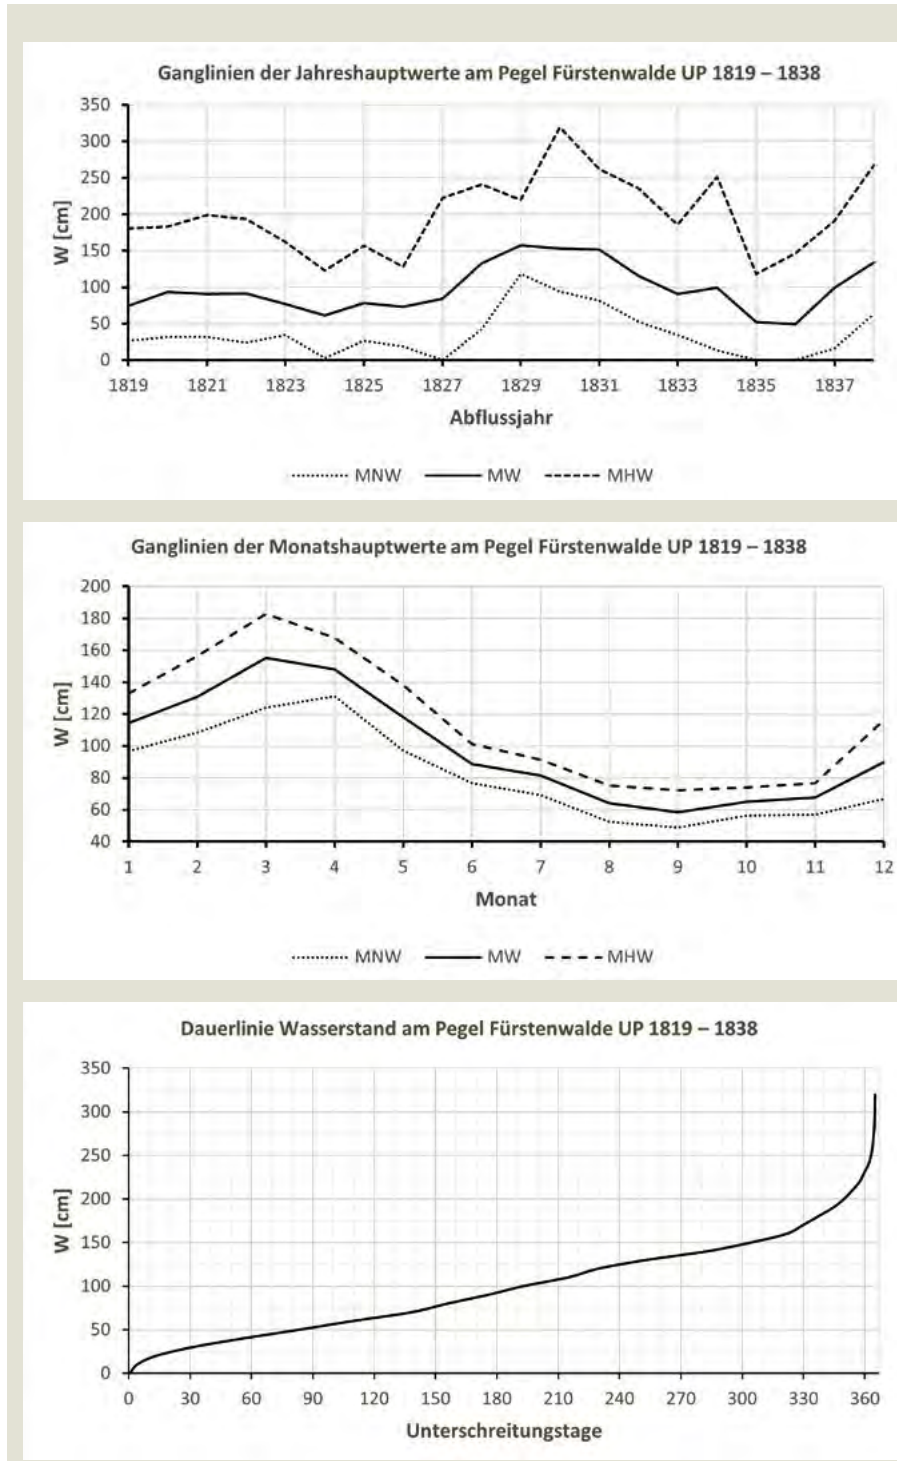 Ganglinien der Jahreshauptwerte am Pegel Fürstenwalde UP 1819 – 1838
350
300
250
200
150
100
50
0
W [cm]
1819 1821 1823 1825 1827 1829 1831 1833 1835 1837
Abflussjahr
MNW MW MHW
Ganglinien der Monatshauptwerte am Pegel Fürstenwalde UP 1819 – 1838
200
180
160
140
120
100
80
60
40
W [cm]
1 2 3 4 5 6 7 8 9 10 11 12
Monat
MNW MW MHW
Dauerlinie Wasserstand am Pegel Fürstenwalde UP 1819 – 1838
350
300
250
200
150
100
50
0
W [cm]
0 30 60 90 120 150 180 210 240 270 300 330 360
Unterschreitungstage